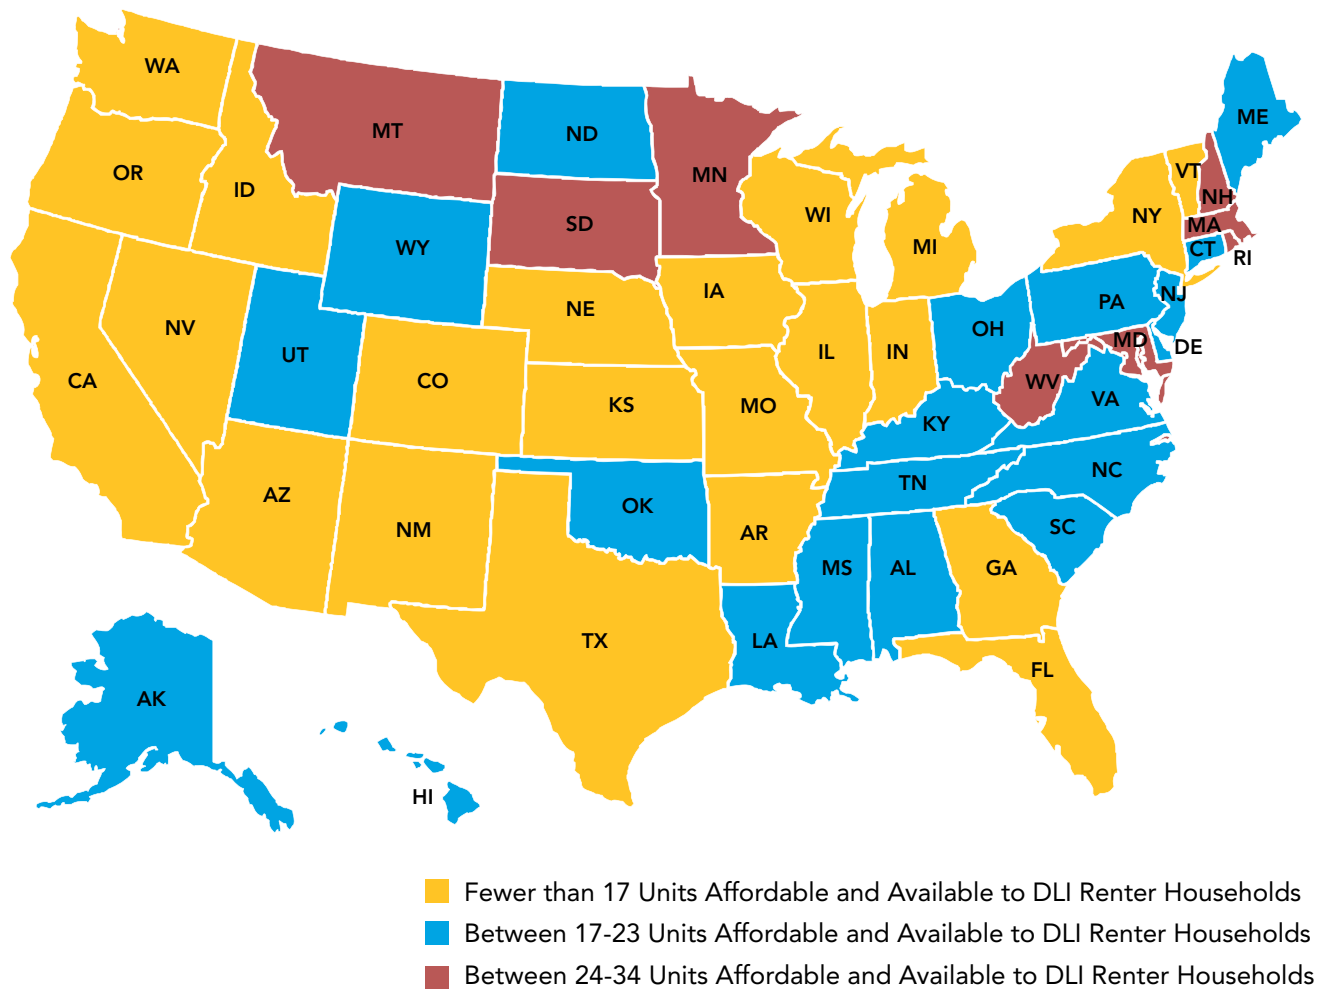 WA
MT
ND
ME
OR
ID
MN
VT
NH
WI
NY
SD
MA
WY
MI
CT
RI
IA
NJ
NE
PA
NV
OH
UT
IL
IN
MD
DE
CA
CO
WV
KS
MO
VA
KY
NC
TN
AZ
OK
NM
AR
SC
MS
AL
GA
TX
LA
FL
AK
HI
Fewer than 17 Units Affordable and Available to DLI Renter Households
Between 17-23 Units Affordable and Available to DLI Renter Households
Between 24-34 Units Affordable and Available to DLI Renter Households